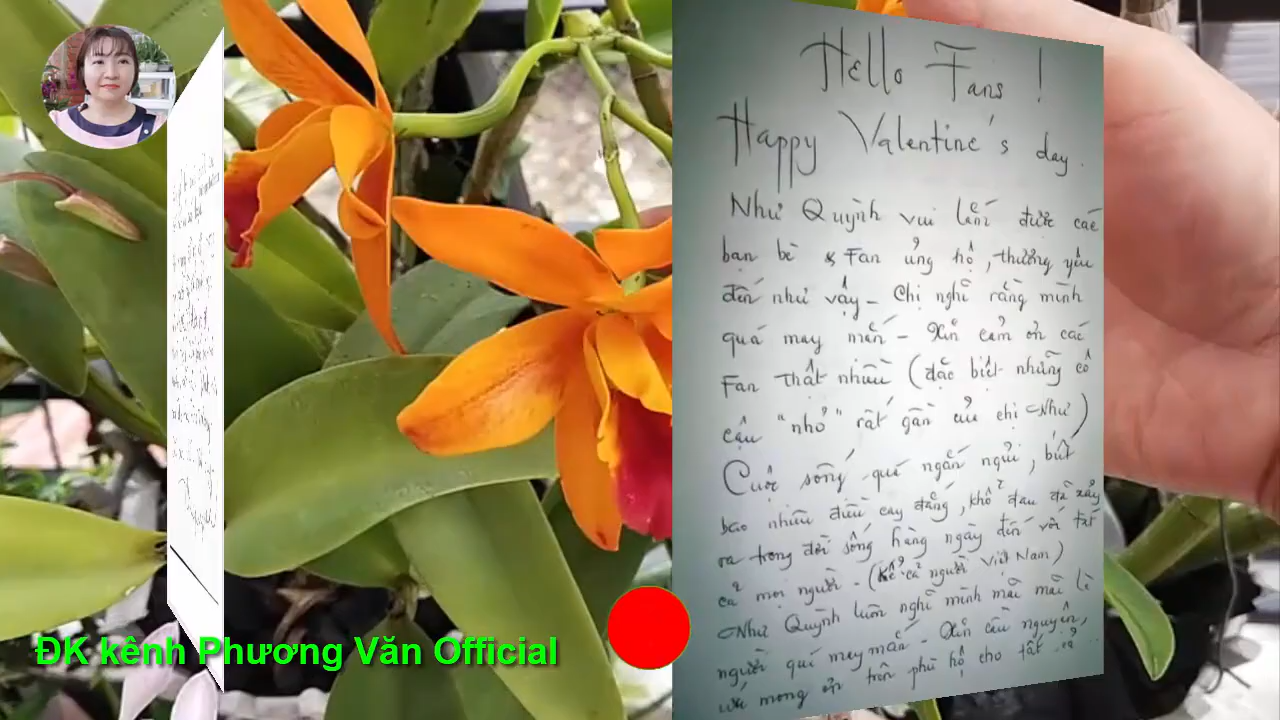 Hello Fans !
Happy Valentine's day.
Như Quỳnh vui lắm được các
bạn bè & Fan ủng hộ, thương yêu
đến như vậy - Chị nghĩ rằng mình
quá may mắn - Xin cảm ơn các
Fan thật nhiều (đặc biệt những cô
cậu "nhỏ" rất gần của chị Như)
Cuộc sống quá ngắn ngủi, biết
bao nhiêu điều cay đắng, khổ đau đã xảy
ra trong đời sống hàng ngày đến với tất
cả mọi người - (kể cả người Việt Nam)
Như Quỳnh luôn nghĩ mình mãi mãi là
người quá may mắn - Xin cầu nguyện,
ước mong ơn trên phù hộ cho tất cả
ĐK kênh Phương Văn Official